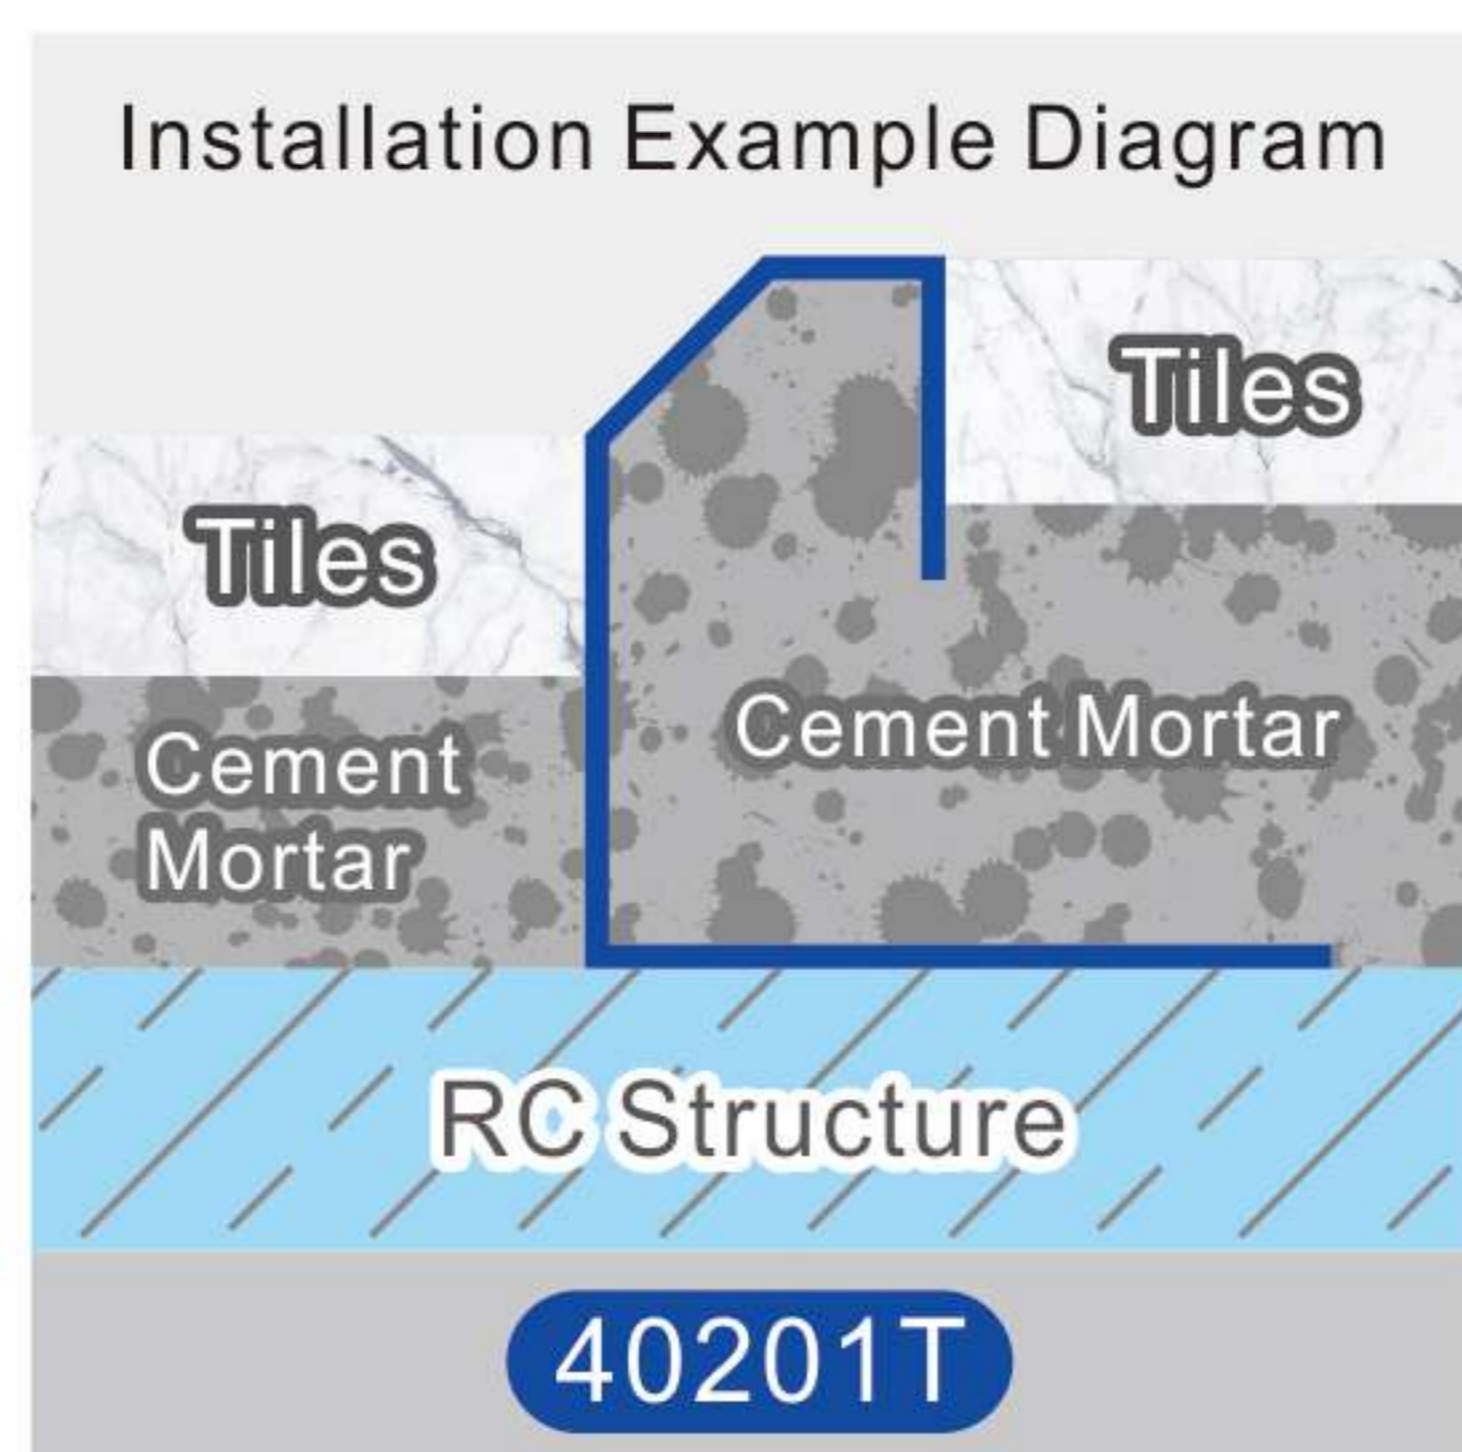 Installation Example Diagram
Tiles
Tiles
Cement Mortar
Cement
Mortar
RC Structure
40201T